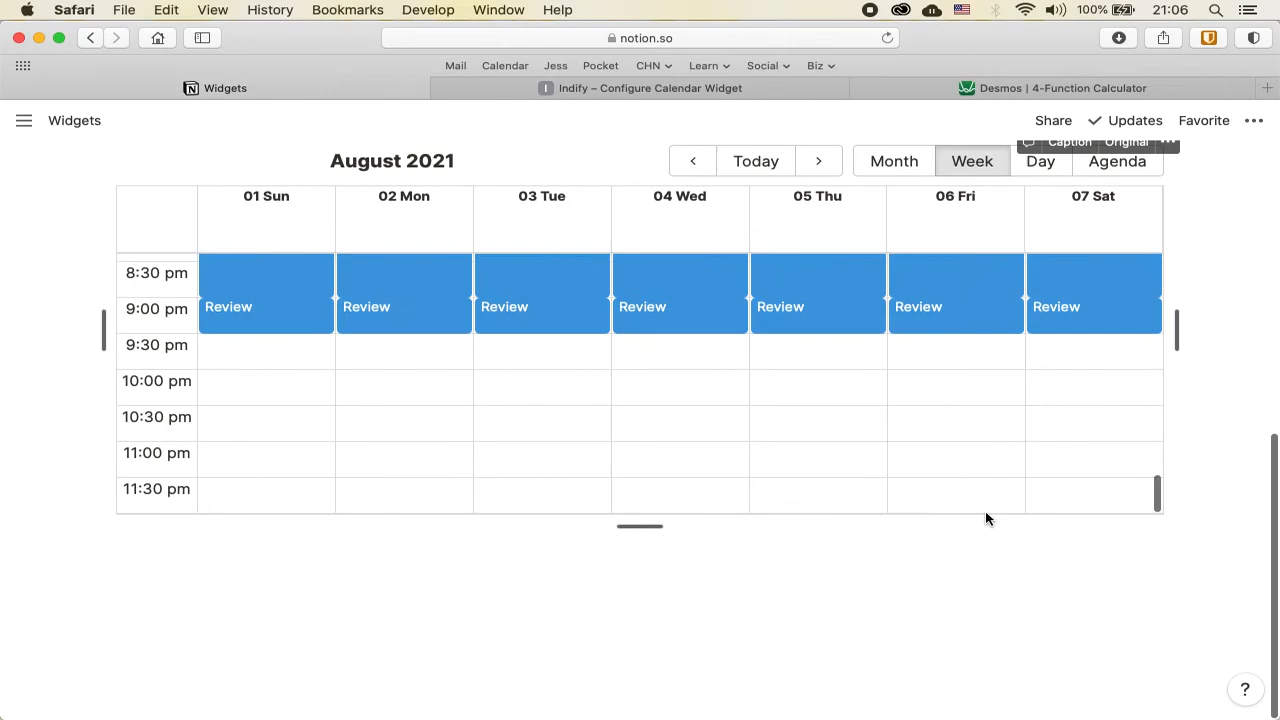 Safari File Edit View History Bookmarks Develop Window Help 100% 21:06
notion.so
Mail Calendar Jess Pocket CHN Learn Social Biz
Widgets Indify – Configure Calendar Widget Desmos | 4-Function Calculator
Widgets Share Updates Favorite
Caption Original
August 2021 < Today > Month Week Day Agenda
01 Sun 02 Mon 03 Tue 04 Wed 05 Thu 06 Fri 07 Sat
8:30 pm
9:00 pm Review Review Review Review Review Review Review
9:30 pm
10:00 pm
10:30 pm
11:00 pm
11:30 pm
?